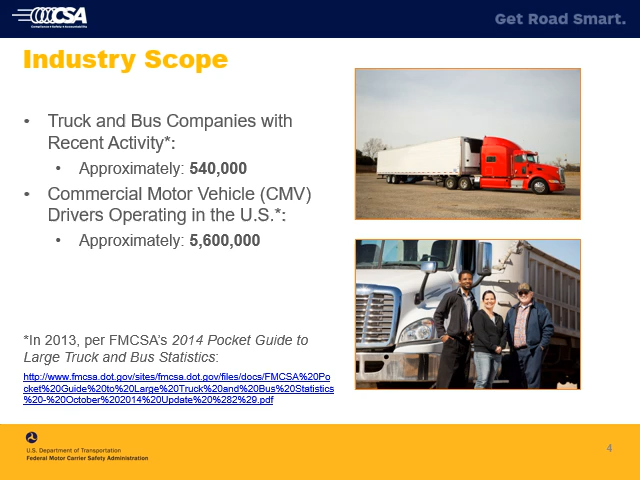 CSA
Compliance • Safety • Accountability
Get Road Smart.
Industry Scope
• Truck and Bus Companies with
Recent Activity*:
• Approximately: 540,000
• Commercial Motor Vehicle (CMV)
Drivers Operating in the U.S.*:
• Approximately: 5,600,000
*In 2013, per FMCSA's 2014 Pocket Guide to
Large Truck and Bus Statistics:
http://www.fmcsa.dot.gov/sites/fmcsa.dot.gov/files/docs/FMCSA%20Po
cket%20Guide%20to%20Large%20Truck%20and%20Bus%20Statistics
%20-%20October%202014%20Update%20%282%29.pdf
U.S. Department of Transportation
Federal Motor Carrier Safety Administration
4